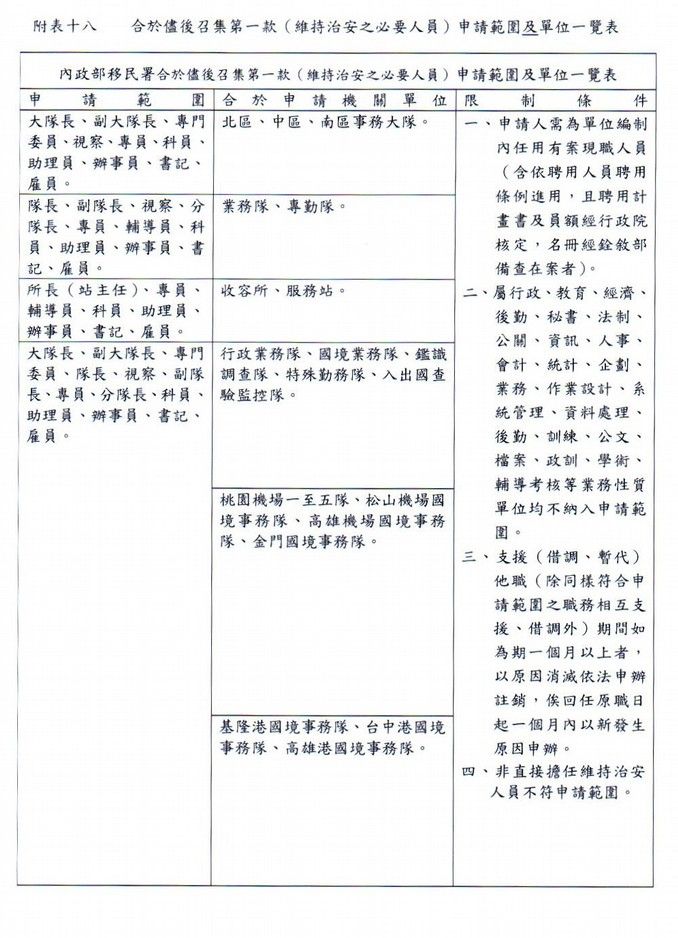 附表十八　　合於儘後召集第一款（維持治安之必要人員）申請範圍及單位一覽表
內政部移民署合於儘後召集第一款（維持治安之必要人員）申請範圍及單位一覽表
申請範圍
合於申請機關單位
限制條件
大隊長、副大隊長、專門
委員、視察、專員、科員、
助理員、辦事員、書記、
雇員。
北區、中區、南區事務大隊。
隊長、副隊長、視察、分
隊長、專員、輔導員、科
員、助理員、辦事員、書
記、雇員。
業務隊、專勤隊。
所長（站主任）、專員、
輔導員、科員、助理員、
辦事員、書記、雇員。
收容所、服務站。
大隊長、副大隊長、專門
委員、隊長、視察、副隊
長、專員、分隊長、科員、
助理員、辦事員、書記、
雇員。
行政業務隊、國境業務隊、鑑識
調查隊、特殊勤務隊、入出國查
驗監控隊。
桃園機場一至五隊、松山機場國
境事務隊、高雄機場國境事務
隊、金門國境事務隊。
基隆港國境事務隊、台中港國境
事務隊、高雄港國境事務隊。
一、申請人需為單位編制
內任用有案現職人員
（含依聘用人員聘用
條例進用，且聘用計
畫書及員額經行政院
核定，名冊經銓敘部
備查在案者）。
二、屬行政、教育、經濟、
後勤、秘書、法制、
公關、資訊、人事、
會計、統計、企劃、
業務、作業設計、系
統管理、資料處理、
後勤、訓練、公文、
檔案、政訓、學術、
輔導考核等業務性質
單位均不納入申請範
圍。
三、支援（借調、暫代）
他職（除同樣符合申
請範圍之職務相互支
援、借調外）期間如
為期一個月以上者，
以原因消滅依法申辦
註銷，俟回任原職日
起一個月內以新發生
原因申辦。
四、非直接擔任維持治安
人員不符申請範圍。